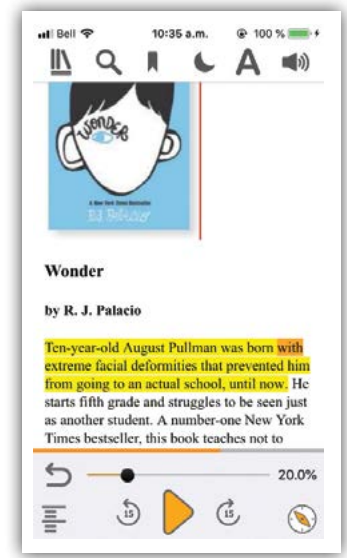 Bell 10:35 a.m. 100 %
A
WONDER
A #1 New York Times Bestseller
R.J. Palacio
Wonder
by R. J. Palacio
Ten-year-old August Pullman was born with
extreme facial deformities that prevented him
from going to an actual school, until now. He
starts fifth grade and struggles to be seen just
as another student. A number-one New York
Times bestseller, this book teaches not to
20.0%
15 15